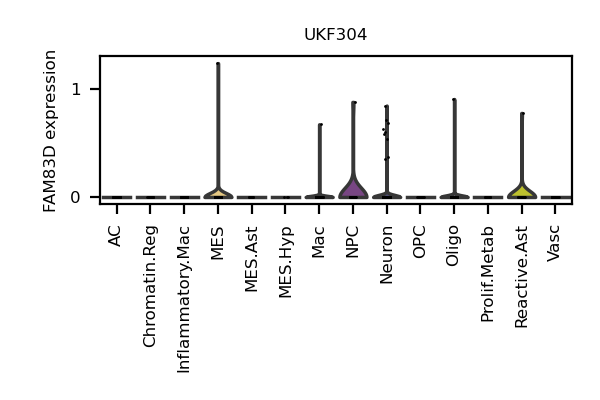 UKF304
FAM83D expression
1
0
AC
Chromatin.Reg
Inflammatory.Mac
MES
MES.Ast
MES.Hyp
Mac
NPC
Neuron
OPC
Oligo
Prolif.Metab
Reactive.Ast
Vasc